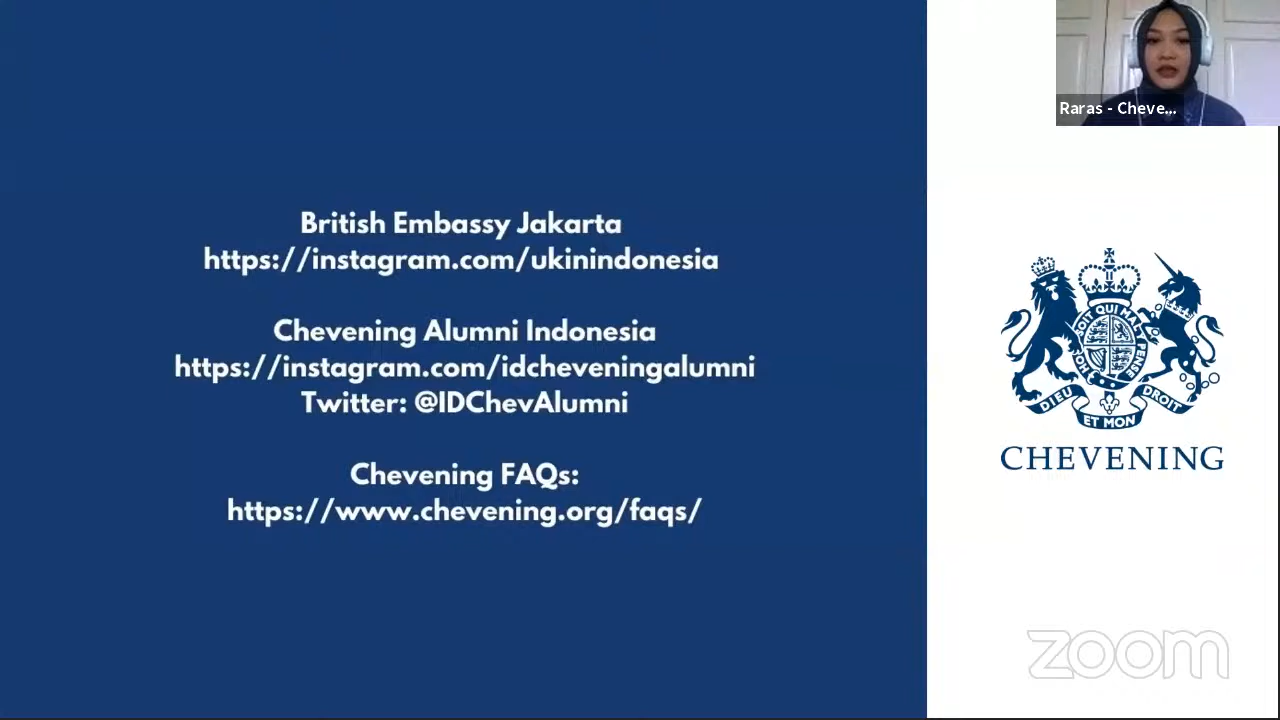 British Embassy Jakarta
https://instagram.com/ukinindonesia
Chevening Alumni Indonesia
https://instagram.com/idcheveningalumni
Twitter: @IDChevAlumni
Chevening FAQs:
https://www.chevening.org/faqs/
Raras - Cheve...
HONI SOIT QUI MAL Y PENSE
DIEU ET MON DROIT
CHEVENING
zoom